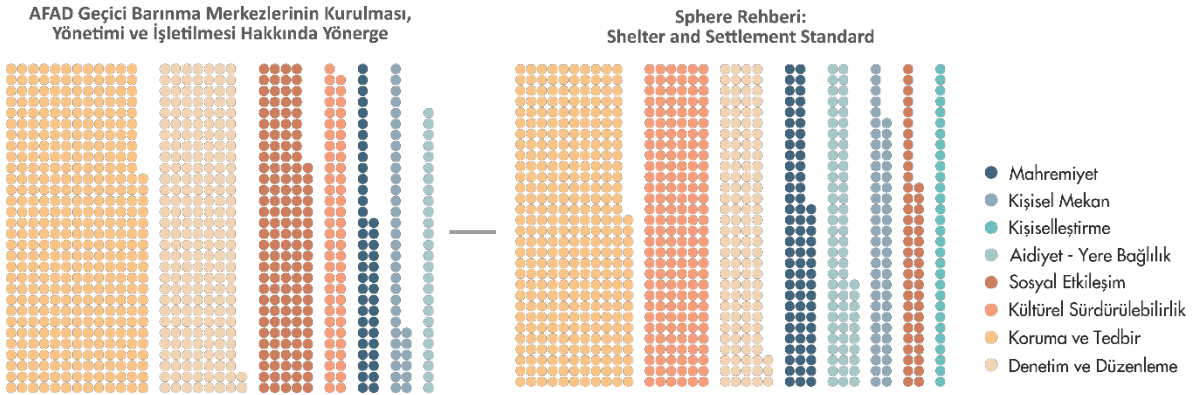 AFAD Geçici Barınma Merkezlerinin Kurulması,
Yönetimi ve İşletilmesi Hakkında Yönerge
Sphere Rehberi:
Shelter and Settlement Standard
Mahremiyet
Kişisel Mekan
Kişiselleştirme
Aidiyet - Yere Bağlılık
Sosyal Etkileşim
Kültürel Sürdürülebilirlik
Koruma ve Tedbir
Denetim ve Düzenleme